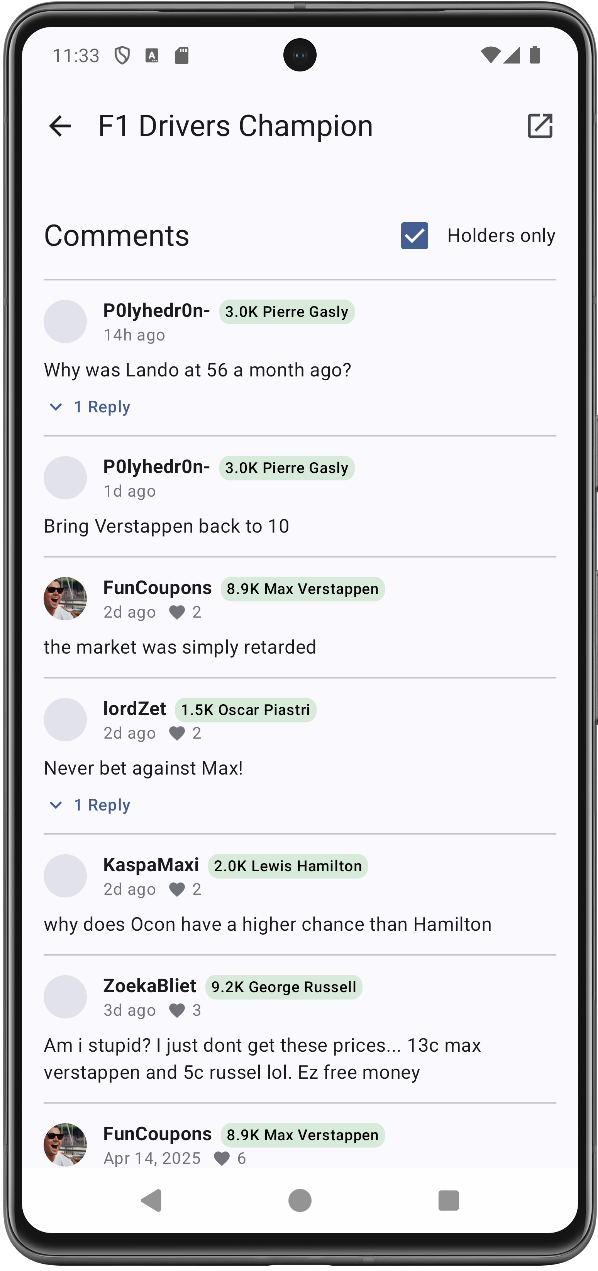 11:33
F1 Drivers Champion
Comments
Holders only
P0lyhedr0n- 3.0K Pierre Gasly
14h ago
Why was Lando at 56 a month ago?
1 Reply
P0lyhedr0n- 3.0K Pierre Gasly
1d ago
Bring Verstappen back to 10
FunCoupons 8.9K Max Verstappen
2d ago 2
the market was simply retarded
lordZet 1.5K Oscar Piastri
2d ago 2
Never bet against Max!
1 Reply
KaspaMaxi 2.0K Lewis Hamilton
2d ago 2
why does Ocon have a higher chance than Hamilton
ZoekaBliet 9.2K George Russell
3d ago 3
Am i stupid? I just dont get these prices... 13c max
verstappen and 5c russel lol. Ez free money
FunCoupons 8.9K Max Verstappen
Apr 14, 2025 6